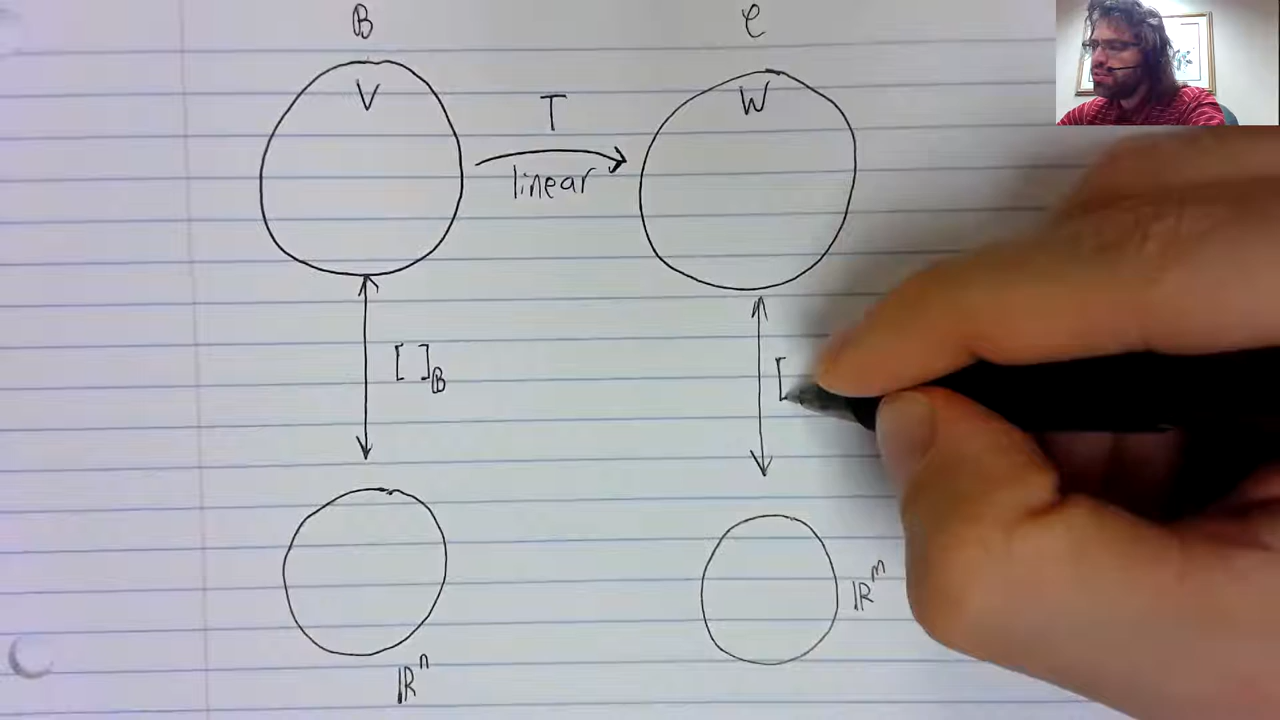 𝔹 𝒞
V T W
linear
[ ]𝔹 [
ℝᵐ
ℝⁿ